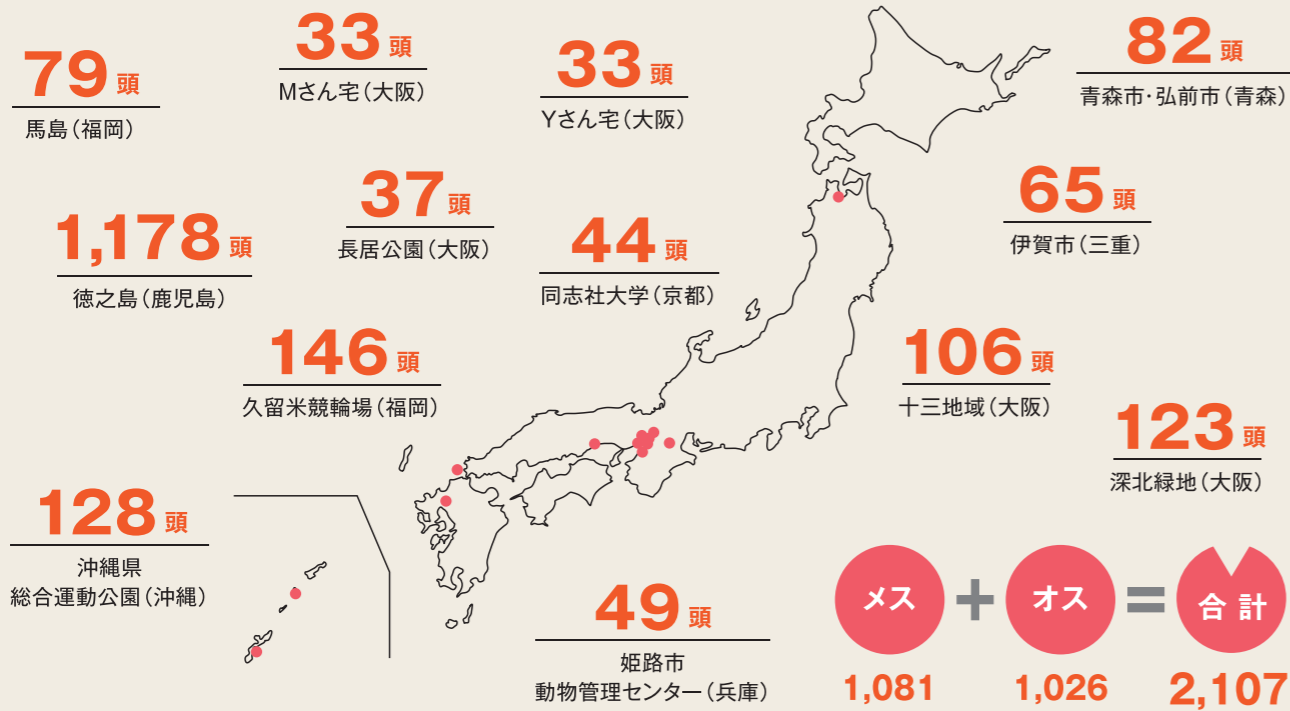 79頭
馬島(福岡)
33頭
Mさん宅(大阪)
33頭
Yさん宅(大阪)
82頭
青森市・弘前市(青森)
1,178頭
徳之島(鹿児島)
37頭
長居公園(大阪)
44頭
同志社大学(京都)
65頭
伊賀市(三重)
146頭
久留米競輪場(福岡)
106頭
十三地域(大阪)
123頭
深北緑地(大阪)
128頭
沖縄県
総合運動公園(沖縄)
49頭
姫路市
動物管理センター(兵庫)
メス + オス = 合計
1,081 1,026 2,107